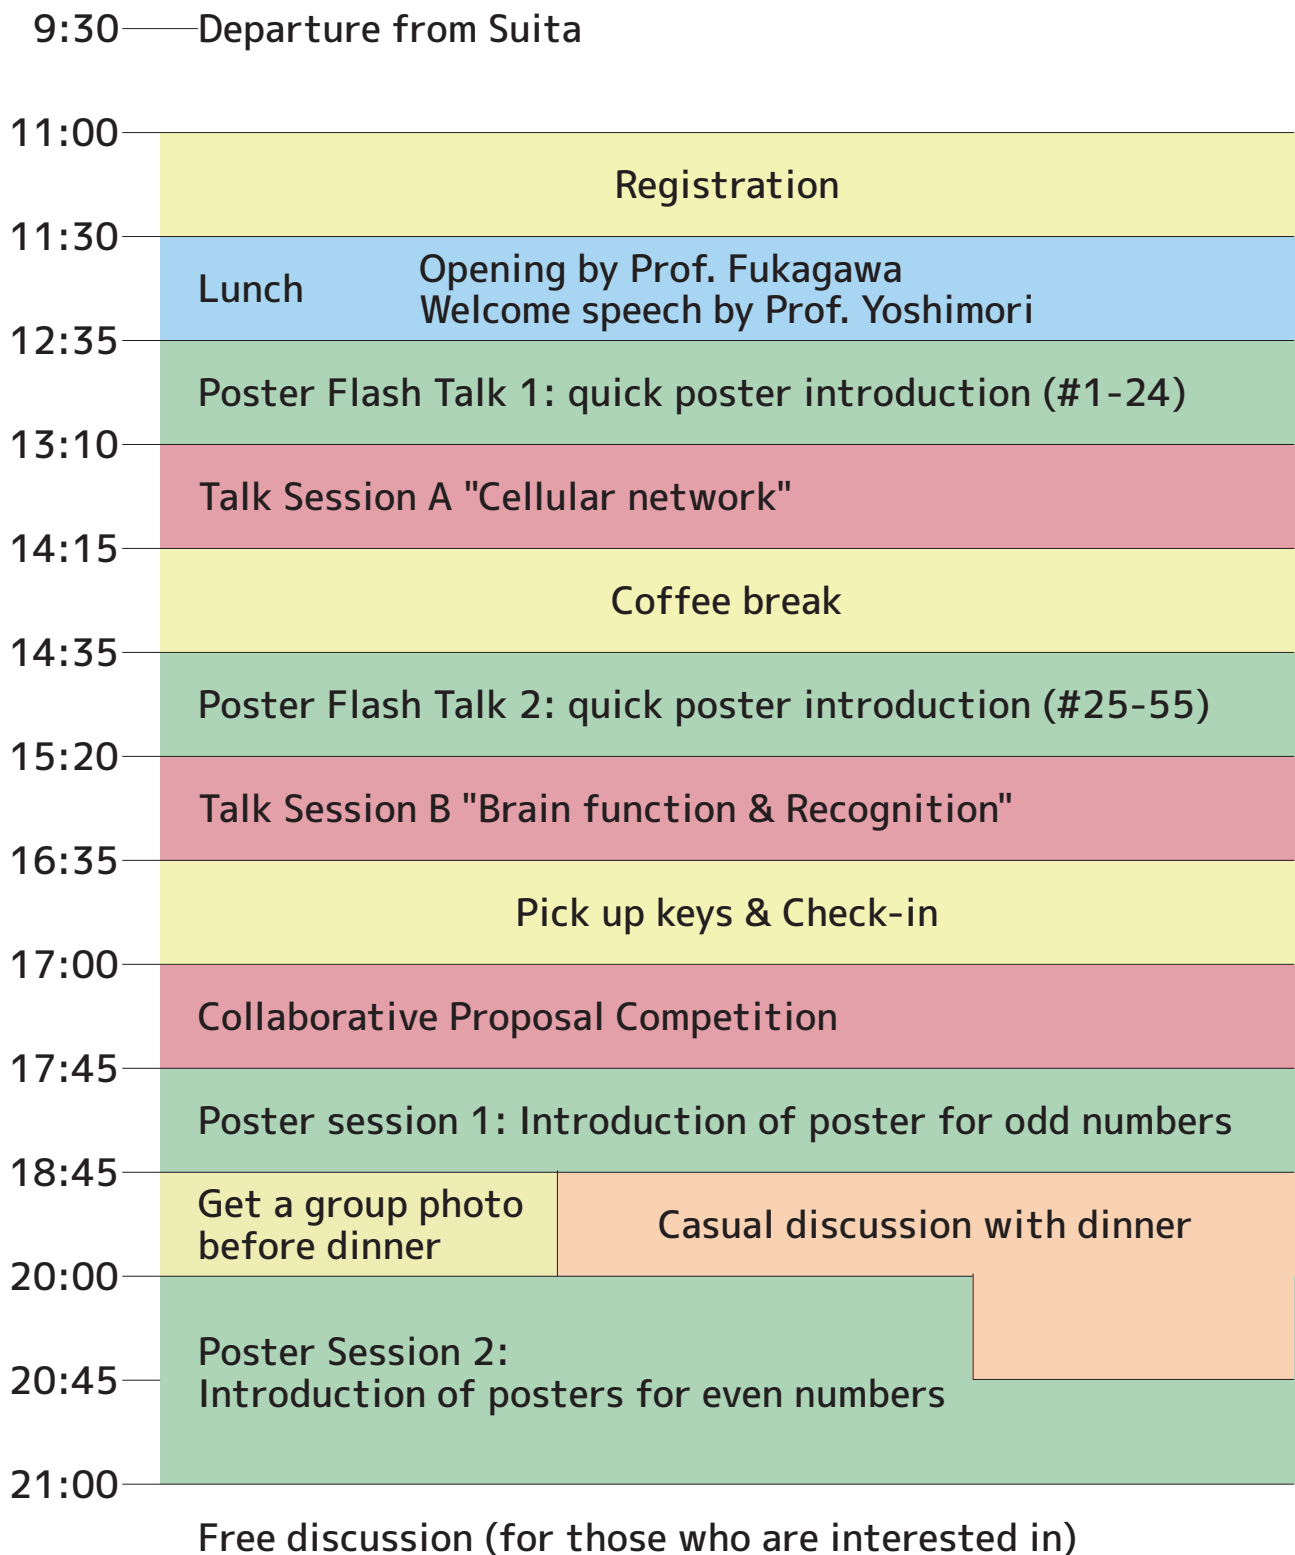 9:30 Departure from Suita
11:00
Registration
11:30
Lunch
Opening by Prof. Fukagawa
Welcome speech by Prof. Yoshimori
12:35
Poster Flash Talk 1: quick poster introduction (#1-24)
13:10
Talk Session A "Cellular network"
14:15
Coffee break
14:35
Poster Flash Talk 2: quick poster introduction (#25-55)
15:20
Talk Session B "Brain function & Recognition"
16:35
Pick up keys & Check-in
17:00
Collaborative Proposal Competition
17:45
Poster session 1: Introduction of poster for odd numbers
18:45
Get a group photo
before dinner
Casual discussion with dinner
20:00
Poster Session 2:
20:45
Introduction of posters for even numbers
21:00
Free discussion (for those who are interested in)